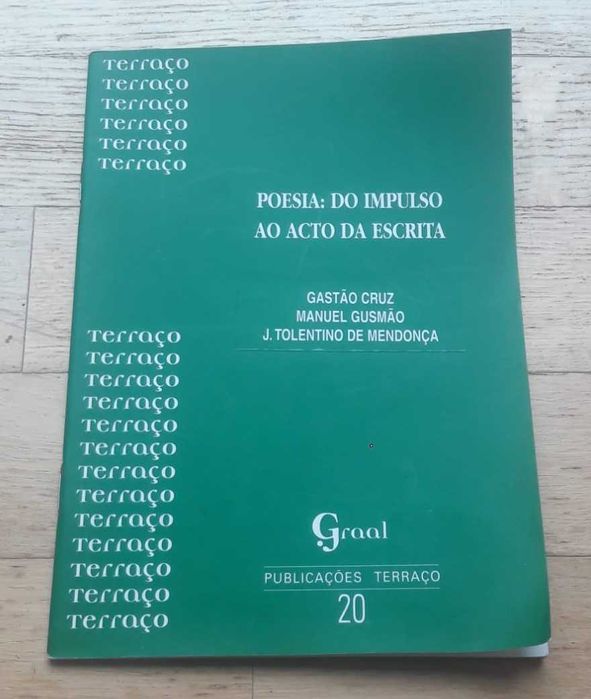 Terraço
Terraço
Terraço
Terraço
Terraço
Terraço
POESIA: DO IMPULSO
AO ACTO DA ESCRITA
GASTÃO CRUZ
MANUEL GUSMÃO
J. TOLENTINO DE MENDONÇA
Terraço
Terraço
Terraço
Terraço
Terraço
Terraço
Terraço
Terraço
Terraço
Terraço
Terraço
Terraço
Terraço
Graal
PUBLICAÇÕES TERRAÇO
20